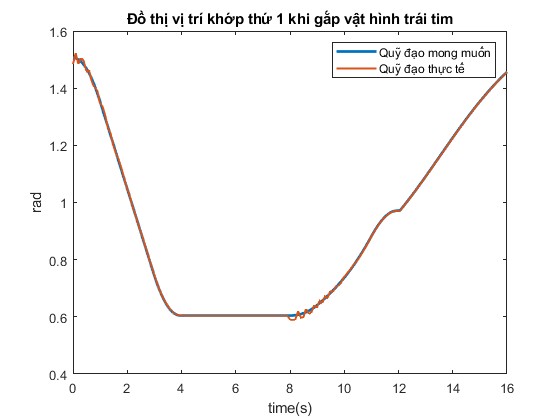 Đồ thị vị trí khớp thứ 1 khi gắp vật hình trái tim
Quỹ đạo mong muốn
Quỹ đạo thực tế
1.6
1.4
1.2
1
0.8
0.6
0.4
rad
0 2 4 6 8 10 12 14 16
time(s)